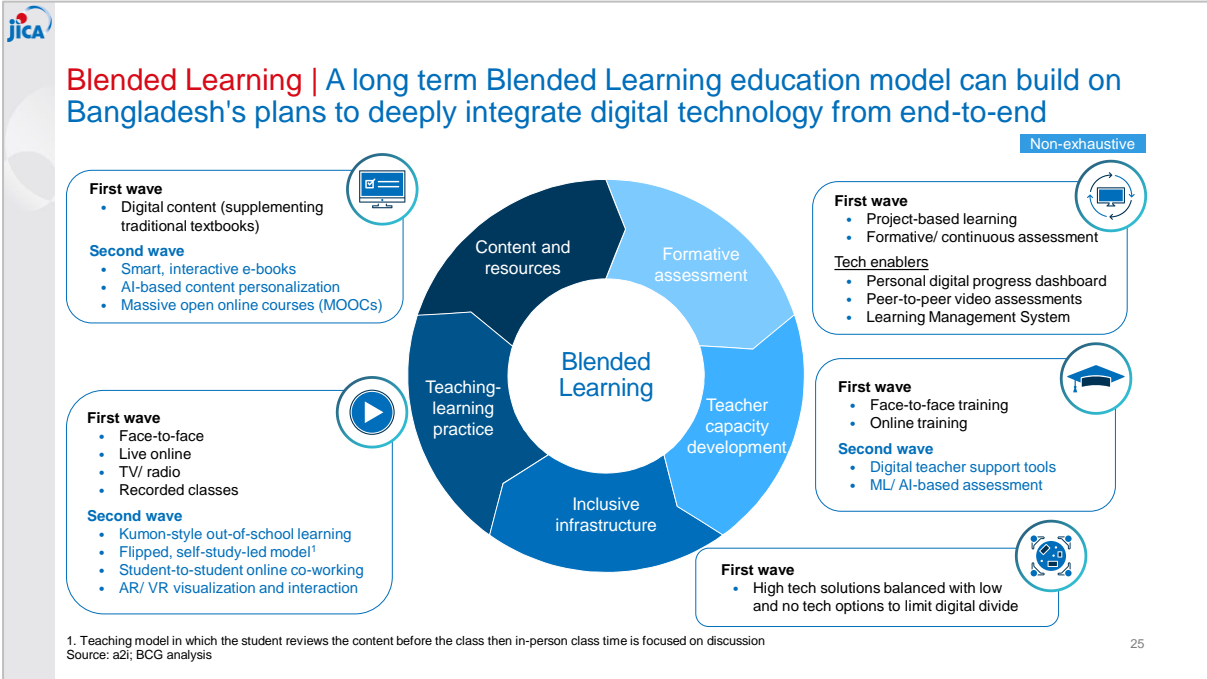 JICA
Blended Learning | A long term Blended Learning education model can build on
Bangladesh's plans to deeply integrate digital technology from end-to-end
Non-exhaustive
First wave
• Digital content (supplementing
traditional textbooks)
Second wave
• Smart, interactive e-books
• AI-based content personalization
• Massive open online courses (MOOCs)
Content and
resources
Formative
assessment
First wave
• Project-based learning
• Formative/ continuous assessment
Tech enablers
• Personal digital progress dashboard
• Peer-to-peer video assessments
• Learning Management System
Blended
Learning
Teaching-
learning
practice
Teacher
capacity
development
Inclusive
infrastructure
First wave
• Face-to-face
• Live online
• TV/ radio
• Recorded classes
Second wave
• Kumon-style out-of-school learning
• Flipped, self-study-led model¹
• Student-to-student online co-working
• AR/ VR visualization and interaction
First wave
• Face-to-face training
• Online training
Second wave
• Digital teacher support tools
• ML/ AI-based assessment
First wave
• High tech solutions balanced with low
and no tech options to limit digital divide
1. Teaching model in which the student reviews the content before the class then in-person class time is focused on discussion
Source: a2i; BCG analysis
25